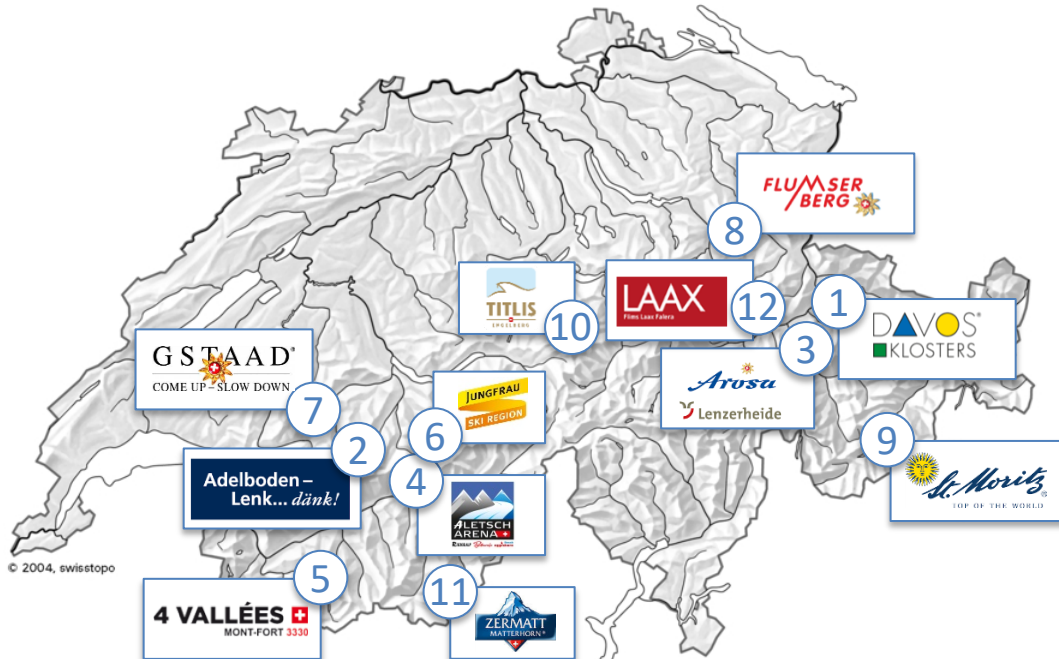 FLUMSER
BERG
8
TITLIS
ENGELBERG
10
LAAX
Flims Laax Falera
12
1
DAVOS®
KLOSTERS
3
Arosa
Lenzerheide
GSTAAD®
COME UP – SLOW DOWN
7
JUNGFRAU
SKI REGION
6
2
Adelboden –
Lenk... dänk!
4
ALETSCH
ARENA
9
St. Moritz
®
TOP OF THE WORLD
© 2004, swisstopo
5
4 VALLÉES
MONT-FORT 3330
11
ZERMATT
MATTERHORN®